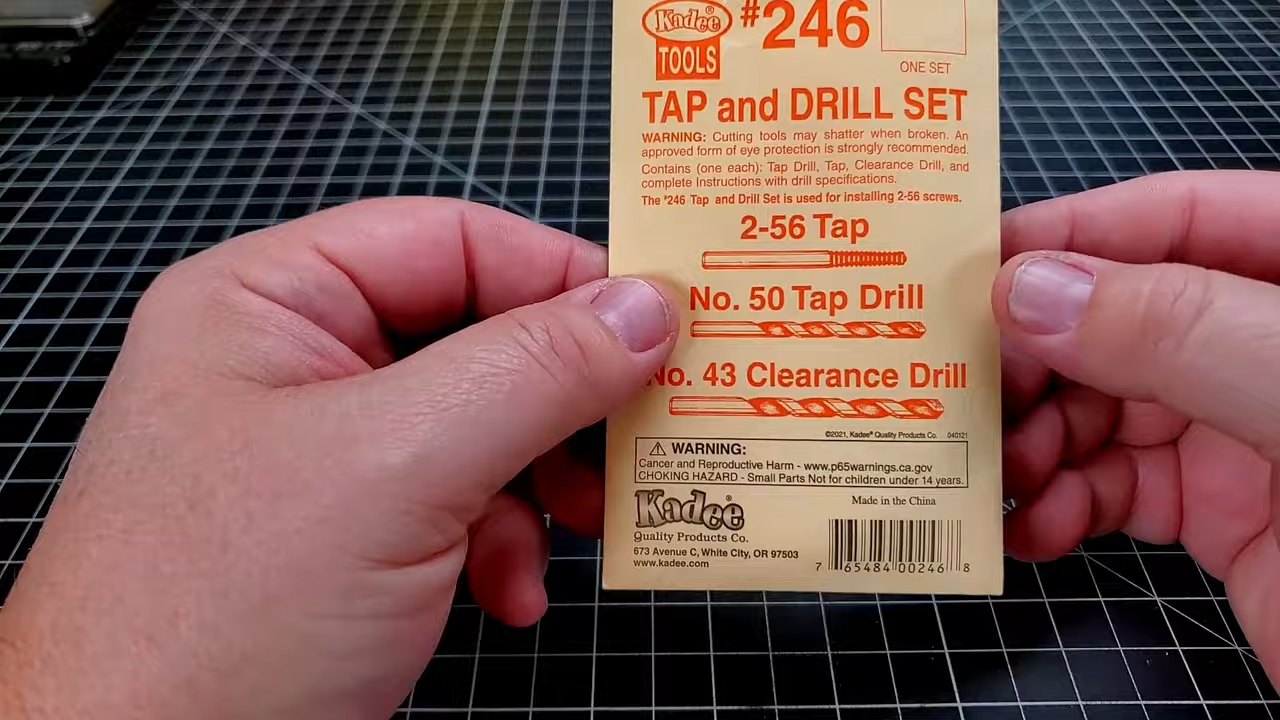 Kadee® #246
TOOLS
ONE SET
TAP and DRILL SET
WARNING: Cutting tools may shatter when broken. An
approved form of eye protection is strongly recommended.
Contains (one each): Tap Drill, Tap, Clearance Drill, and
complete Instructions with drill specifications.
The #246 Tap and Drill Set is used for installing 2-56 screws.
2-56 Tap
No. 50 Tap Drill
No. 43 Clearance Drill
©2021, Kadee® Quality Products Co. 040121
⚠ WARNING:
Cancer and Reproductive Harm - www.p65warnings.ca.gov
CHOKING HAZARD - Small Parts Not for children under 14 years.
Kadee®
Quality Products Co.
673 Avenue C, White City, OR 97503
www.kadee.com
Made in the China
7 65484 00246 8